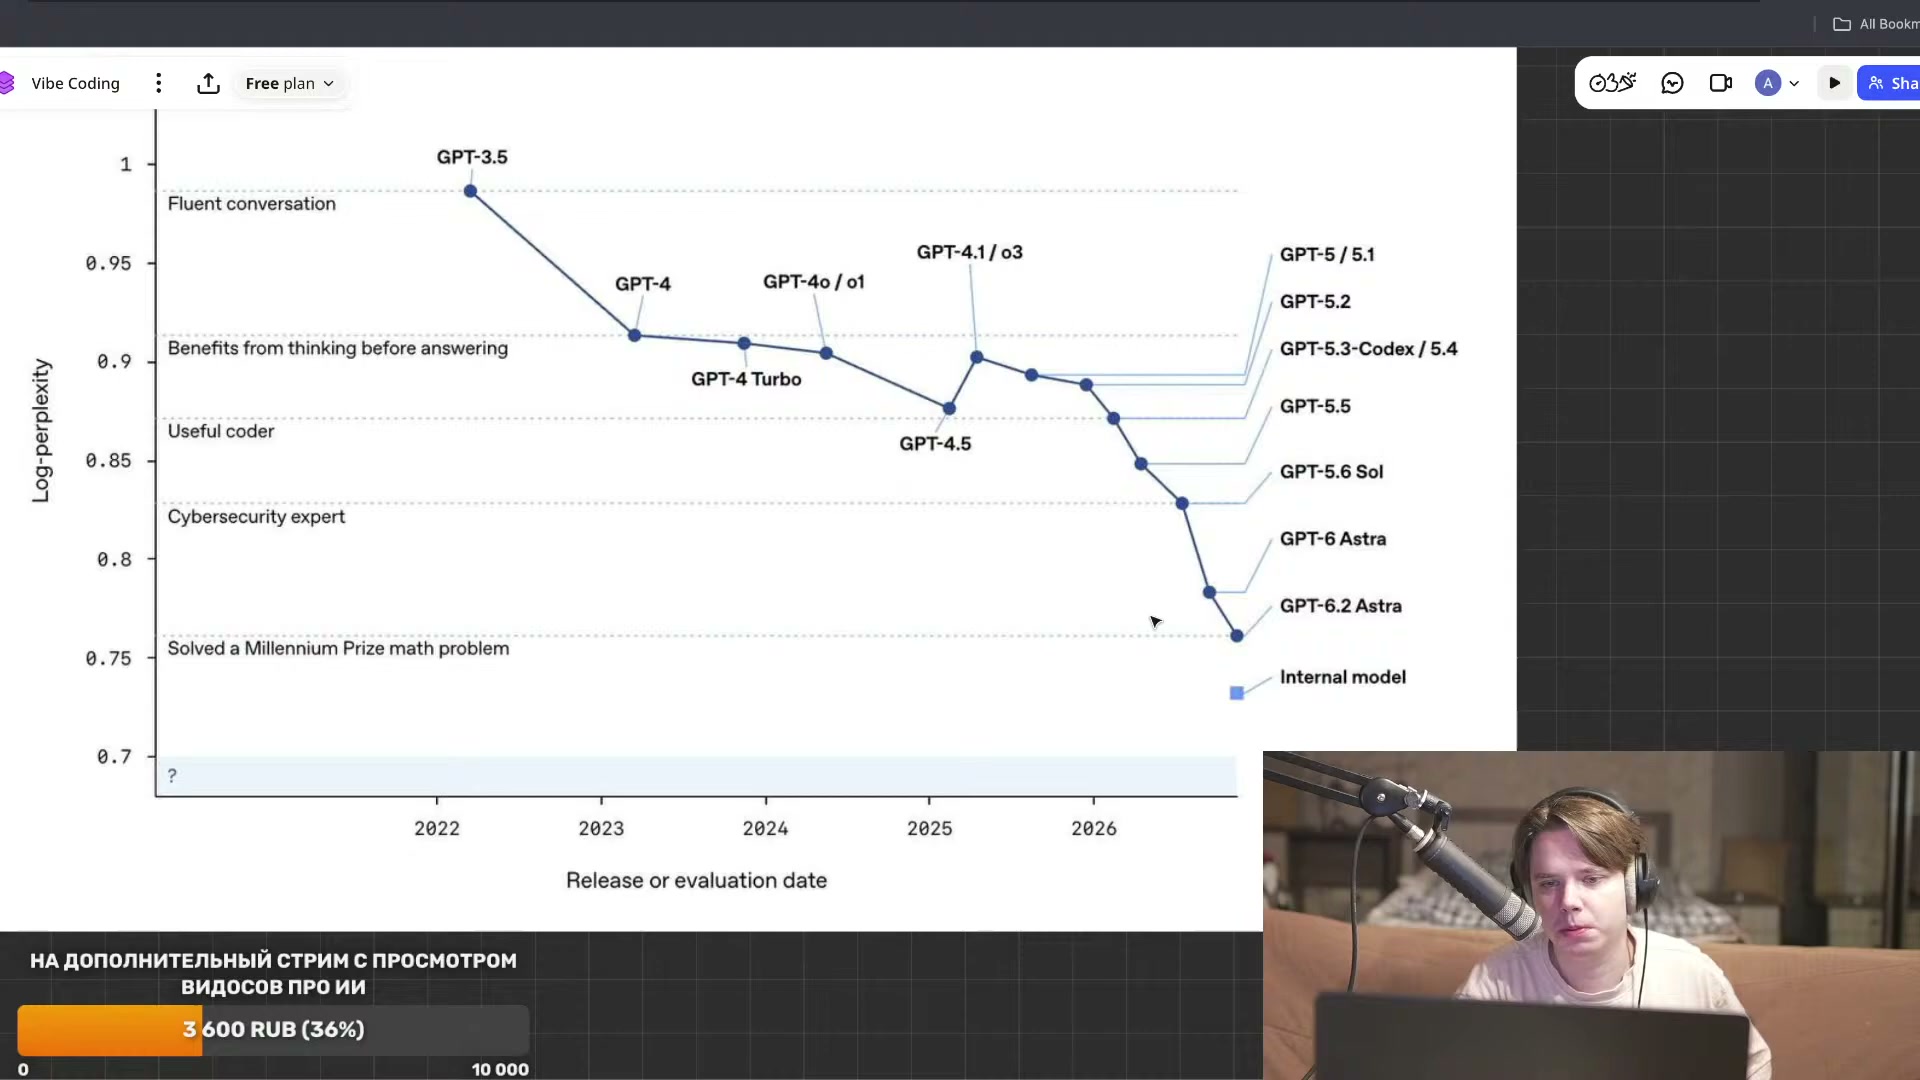 All Bookm
Vibe Coding
Free plan
A
Sha
GPT-3.5
1
Fluent conversation
GPT-4.1 / o3
GPT-5 / 5.1
0.95
GPT-4
GPT-4o / o1
GPT-5.2
Benefits from thinking before answering
GPT-5.3-Codex / 5.4
0.9
GPT-4 Turbo
GPT-5.5
Useful coder
GPT-4.5
Log-perplexity
0.85
GPT-5.6 Sol
Cybersecurity expert
GPT-6 Astra
0.8
GPT-6.2 Astra
Solved a Millennium Prize math problem
0.75
Internal model
0.7
?
2022 2023 2024 2025 2026
Release or evaluation date
НА ДОПОЛНИТЕЛЬНЫЙ СТРИМ С ПРОСМОТРОМ
ВИДОСОВ ПРО ИИ
3 600 RUB (36%)
0 10 000